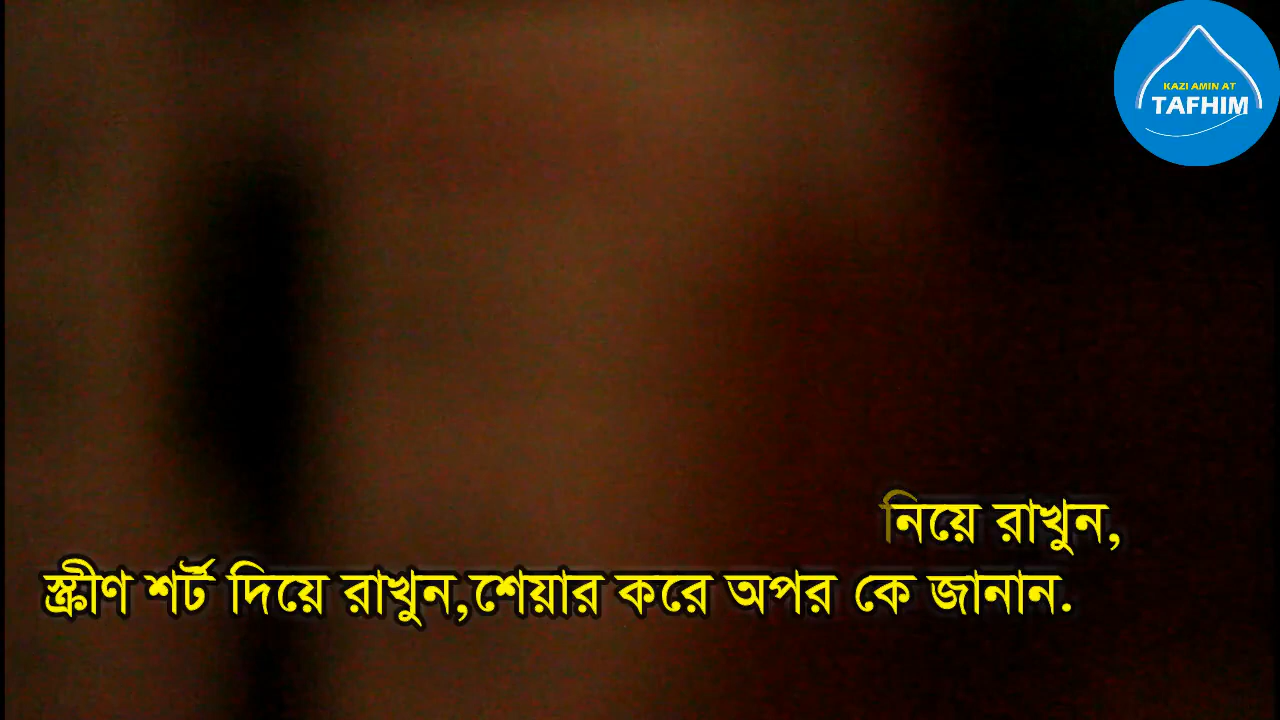 KAZI AMIN AT
TAFHIM
নিয়ে রাখুন,
স্ক্রীণ শর্ট দিয়ে রাখুন,শেয়ার করে অপর কে জানান.